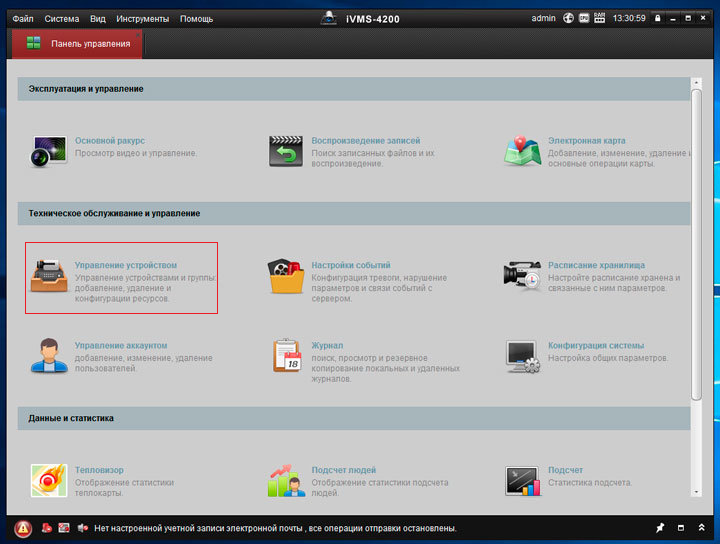 Файл Система Вид Инструменты Помощь iVMS-4200 admin CPU RAM 13:30:59
Панель управления
Эксплуатация и управление
Основной ракурс
Просмотр видео и управление.
Воспроизведение записей
Поиск записанных файлов и их
воспроизведение.
Электронная карта
Добавление, изменение, удаление и
основные операции карты.
Техническое обслуживание и управление
Управление устройством
Управление устройствами и группы:
добавление, удаление и
конфигурации ресурсов.
Настройки событий
Конфигурация тревоги, нарушение
параметров и связи событий с
сервером.
Расписание хранилища
Настройте расписание хранена и
связанные с ним параметров.
Управление аккаунтом
добавление, изменение, удаление
пользователей.
Журнал
поиск, просмотр и резервное
копирование локальных и удаленных
журналов.
18
Конфигурация системы
Настройка общих параметров.
Данные и статистика
Тепловизор
Отображение статистики
теплокарты.
Подсчет людей
Отображение статистики подсчета
людей.
Подсчет
Статистика подсчета.
Нет настроенной учетной записи электронной почты , все операции отправки остановлены.